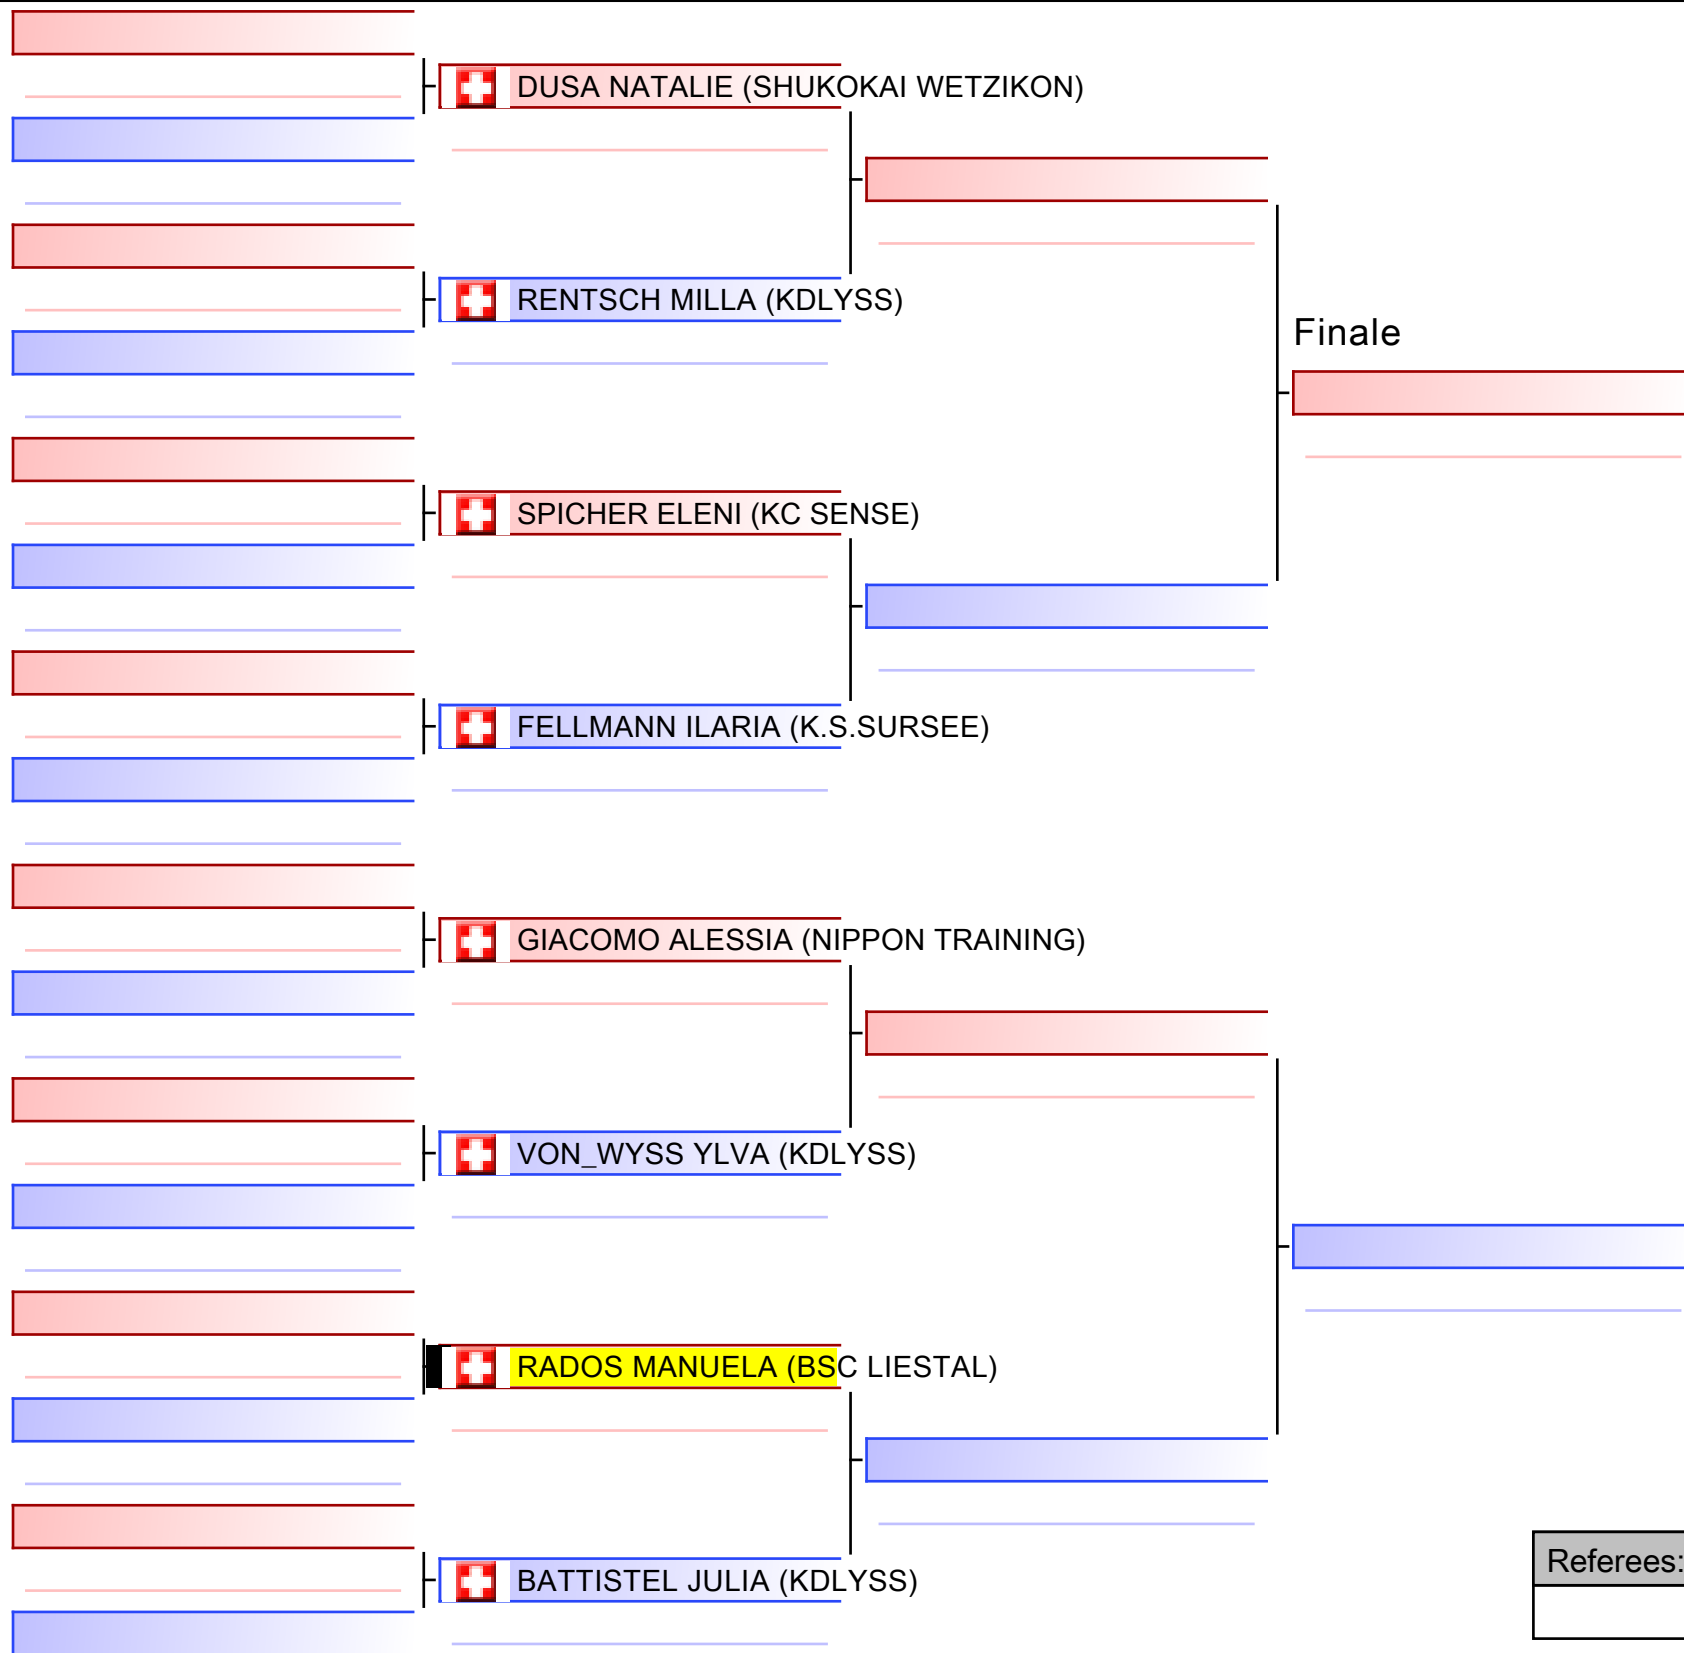 DUSA NATALIE (SHUKOKAI WETZIKON)
RENTSCH MILLA (KDLYSS)
Finale
SPICHER ELENI (KC SENSE)
FELLMANN ILARIA (K.S.SURSEE)
GIACOMO ALESSIA (NIPPON TRAINING)
VON_WYSS YLVA (KDLYSS)
RADOS MANUELA (BSC LIESTAL)
BATTISTEL JULIA (KDLYSS)
Referees: